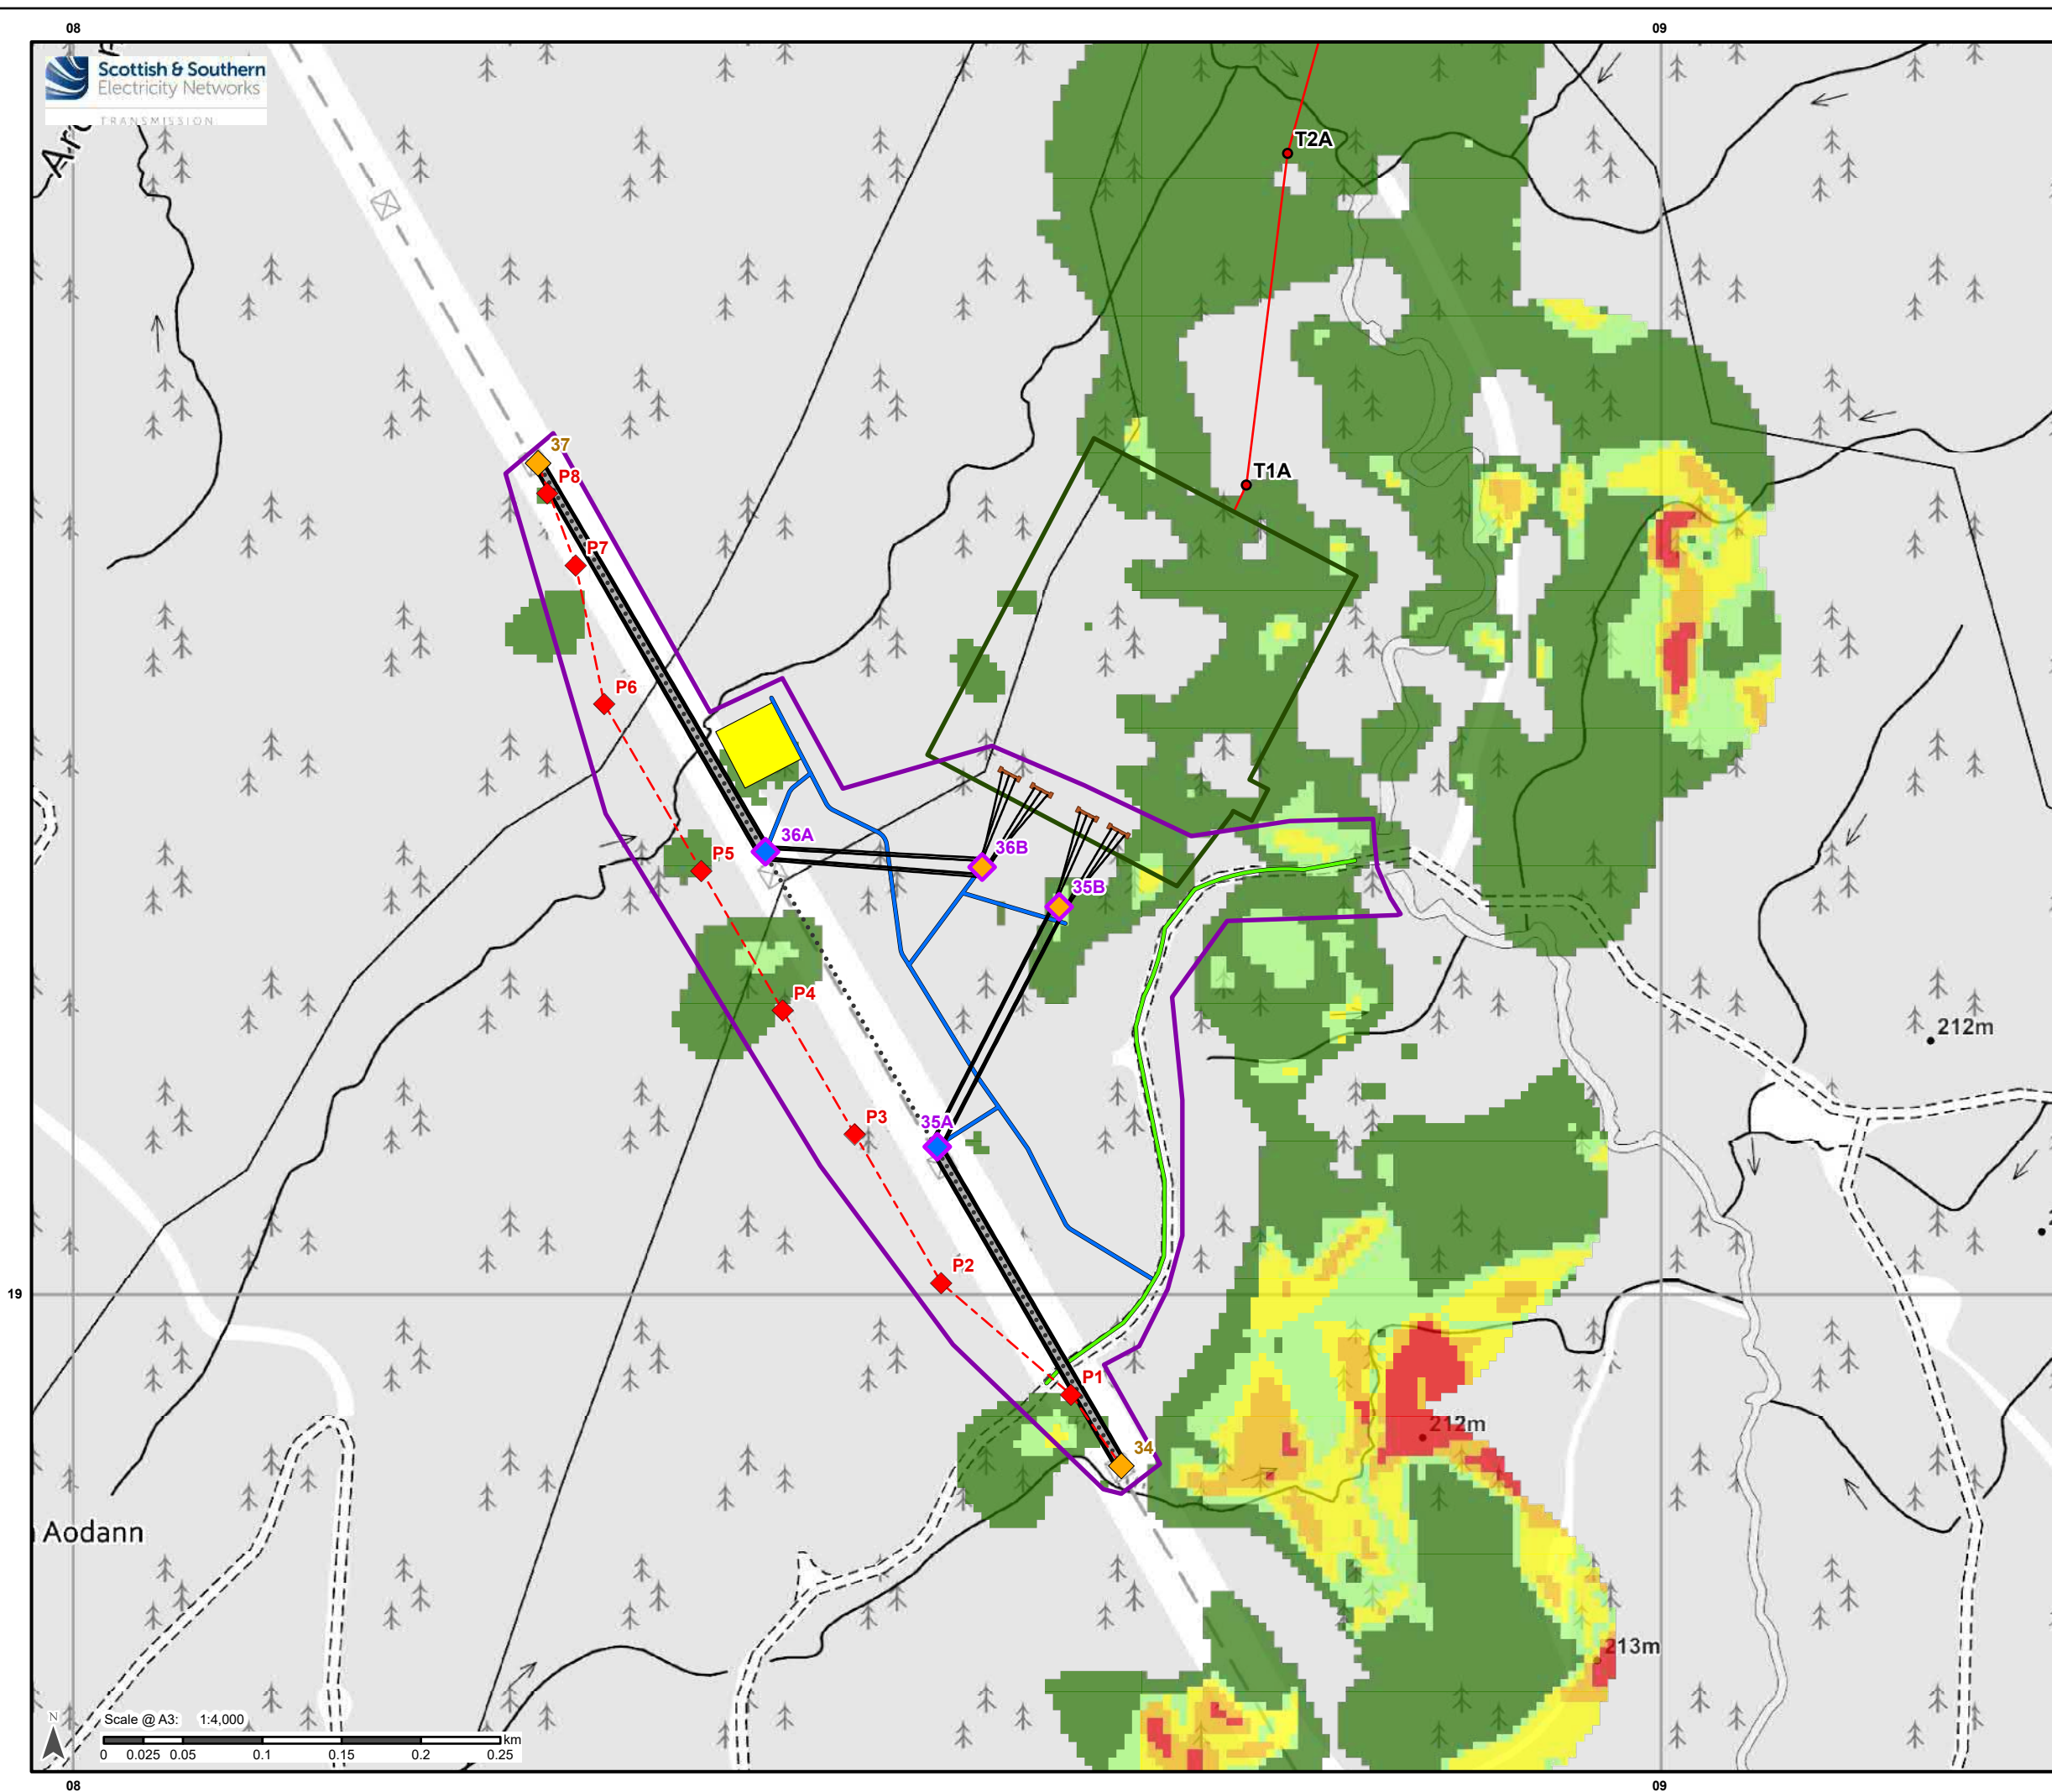 08
09
Scottish & Southern
Electricity Networks
TRANSMISSION
T2A
37
P8
T1A
P7
P6
36A
36B
P5
35B
P4
212m
P3
35A
P2
19
P1
212m
34
Aodann
213m
N
Scale @ A3: 1:4,000
km
0 0.025 0.05 0.1 0.15 0.2 0.25
08
09